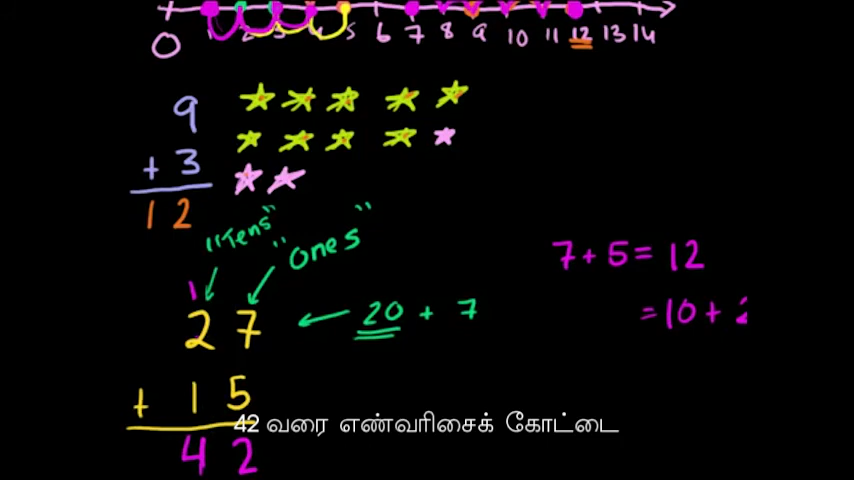 0 1 2 3 4 5 6 7 8 9 10 11 12 13 14
9
+ 3
12
"Tens"
"ones"
7 + 5 = 12
= 10 + 2
1
27
20 + 7
+ 15
42
42 வரை எண்வரிசைக் கோட்டை